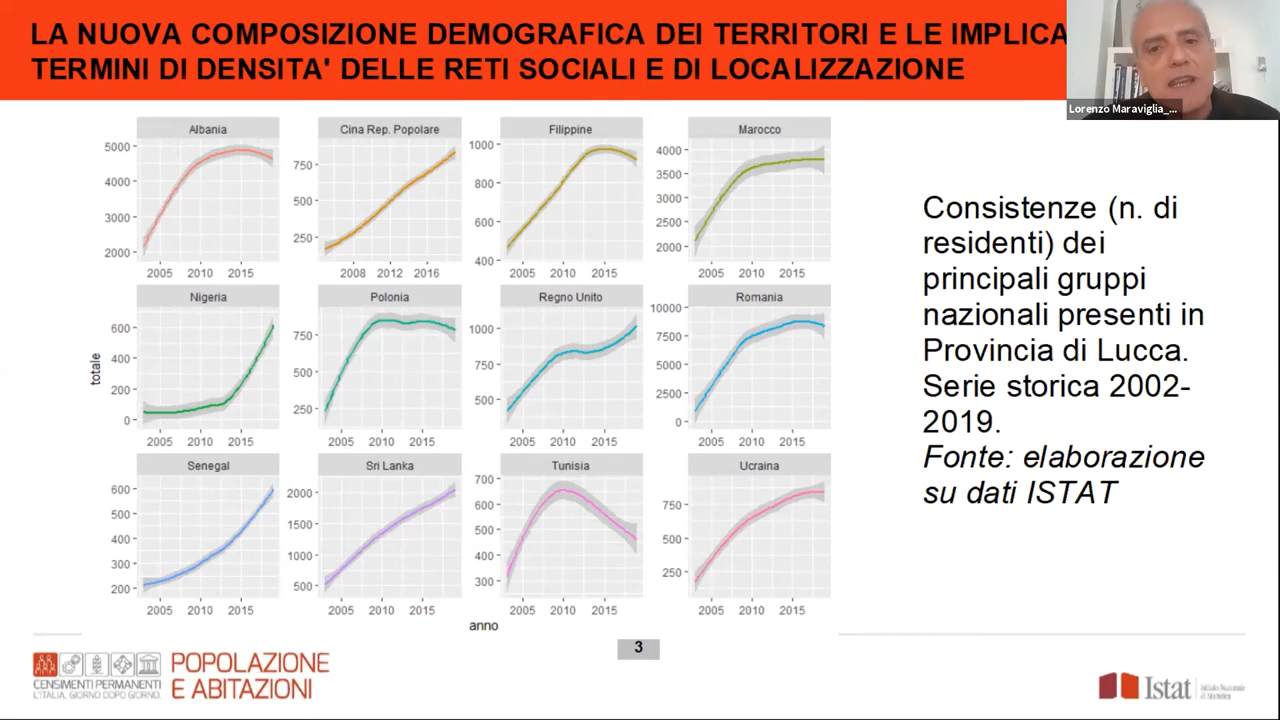 LA NUOVA COMPOSIZIONE DEMOGRAFICA DEI TERRITORI E LE IMPLICA
TERMINI DI DENSITA' DELLE RETI SOCIALI E DI LOCALIZZAZIONE
Lorenzo Maraviglia_...
Albania
5000
4000
3000
2000
2005 2010 2015
Cina Rep. Popolare
750
500
250
2008 2012 2016
Filippine
1000
800
600
400
2005 2010 2015
Marocco
4000
3500
3000
2500
2000
2005 2010 2015
totale
Nigeria
600
400
200
0
2005 2010 2015
Polonia
750
500
250
2005 2010 2015
Regno Unito
1000
750
500
2005 2010 2015
Romania
10000
7500
5000
2500
0
2005 2010 2015
Senegal
600
500
400
300
200
2005 2010 2015
Sri Lanka
2000
1500
1000
500
2005 2010 2015
Tunisia
700
600
500
400
300
2005 2010 2015
Ucraina
750
500
250
2005 2010 2015
anno
Consistenze (n. di
residenti) dei
principali gruppi
nazionali presenti in
Provincia di Lucca.
Serie storica 2002-
2019.
Fonte: elaborazione
su dati ISTAT
3
CENSIMENTI PERMANENTI
L'ITALIA, GIORNO DOPO GIORNO.
POPOLAZIONE
E ABITAZIONI
Istat
Istituto Nazionale
di Statistica